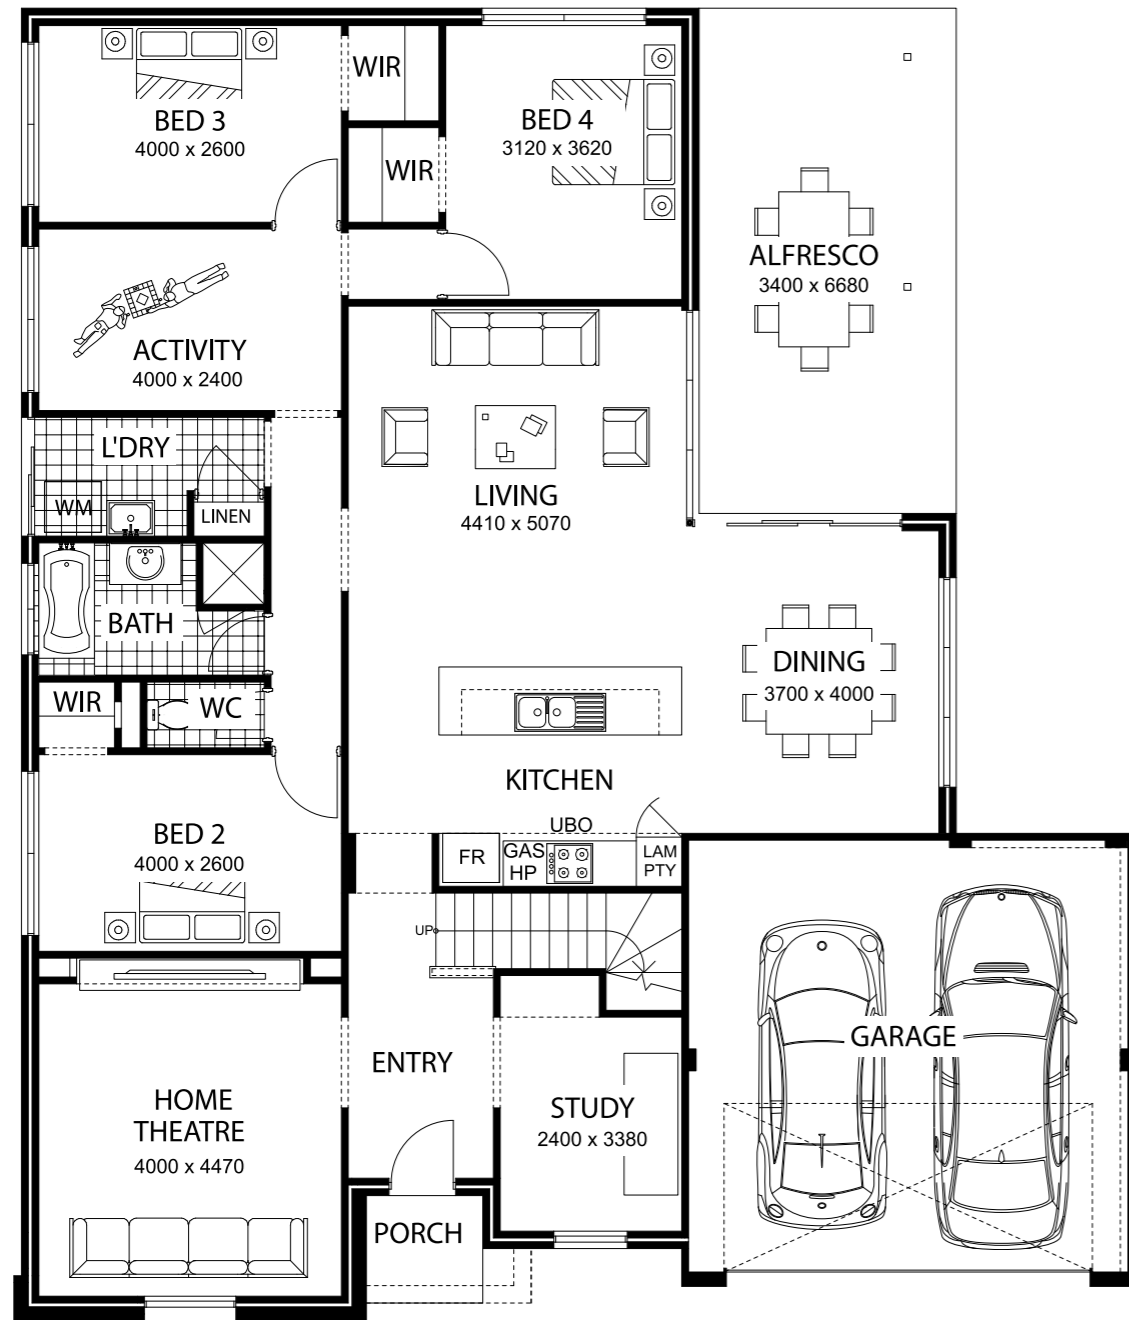 WIR
BED 3
4000 x 2600
BED 4
3120 x 3620
WIR
ALFRESCO
3400 x 6680
ACTIVITY
4000 x 2400
L'DRY
WM
LINEN
LIVING
4410 x 5070
BATH
DINING
3700 x 4000
WIR
WC
KITCHEN
UBO
BED 2
4000 x 2600
FR
GAS
HP
LAM
PTY
UP
GARAGE
ENTRY
HOME
THEATRE
4000 x 4470
STUDY
2400 x 3380
PORCH